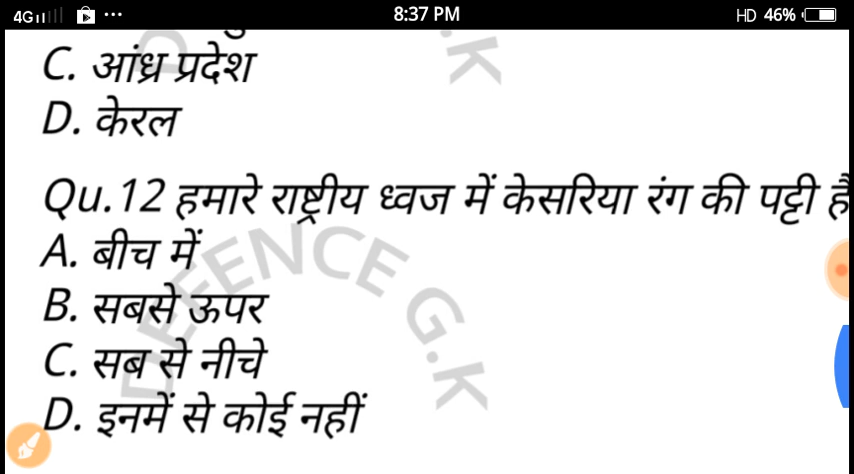 4G 8:37 PM HD 46%
C. आंध्र प्रदेश
D. केरल
Qu.12 हमारे राष्ट्रीय ध्वज में केसरिया रंग की पट्टी है
A. बीच में
B. सबसे ऊपर
C. सब से नीचे
D. इनमें से कोई नहीं
DEFENCE G.K